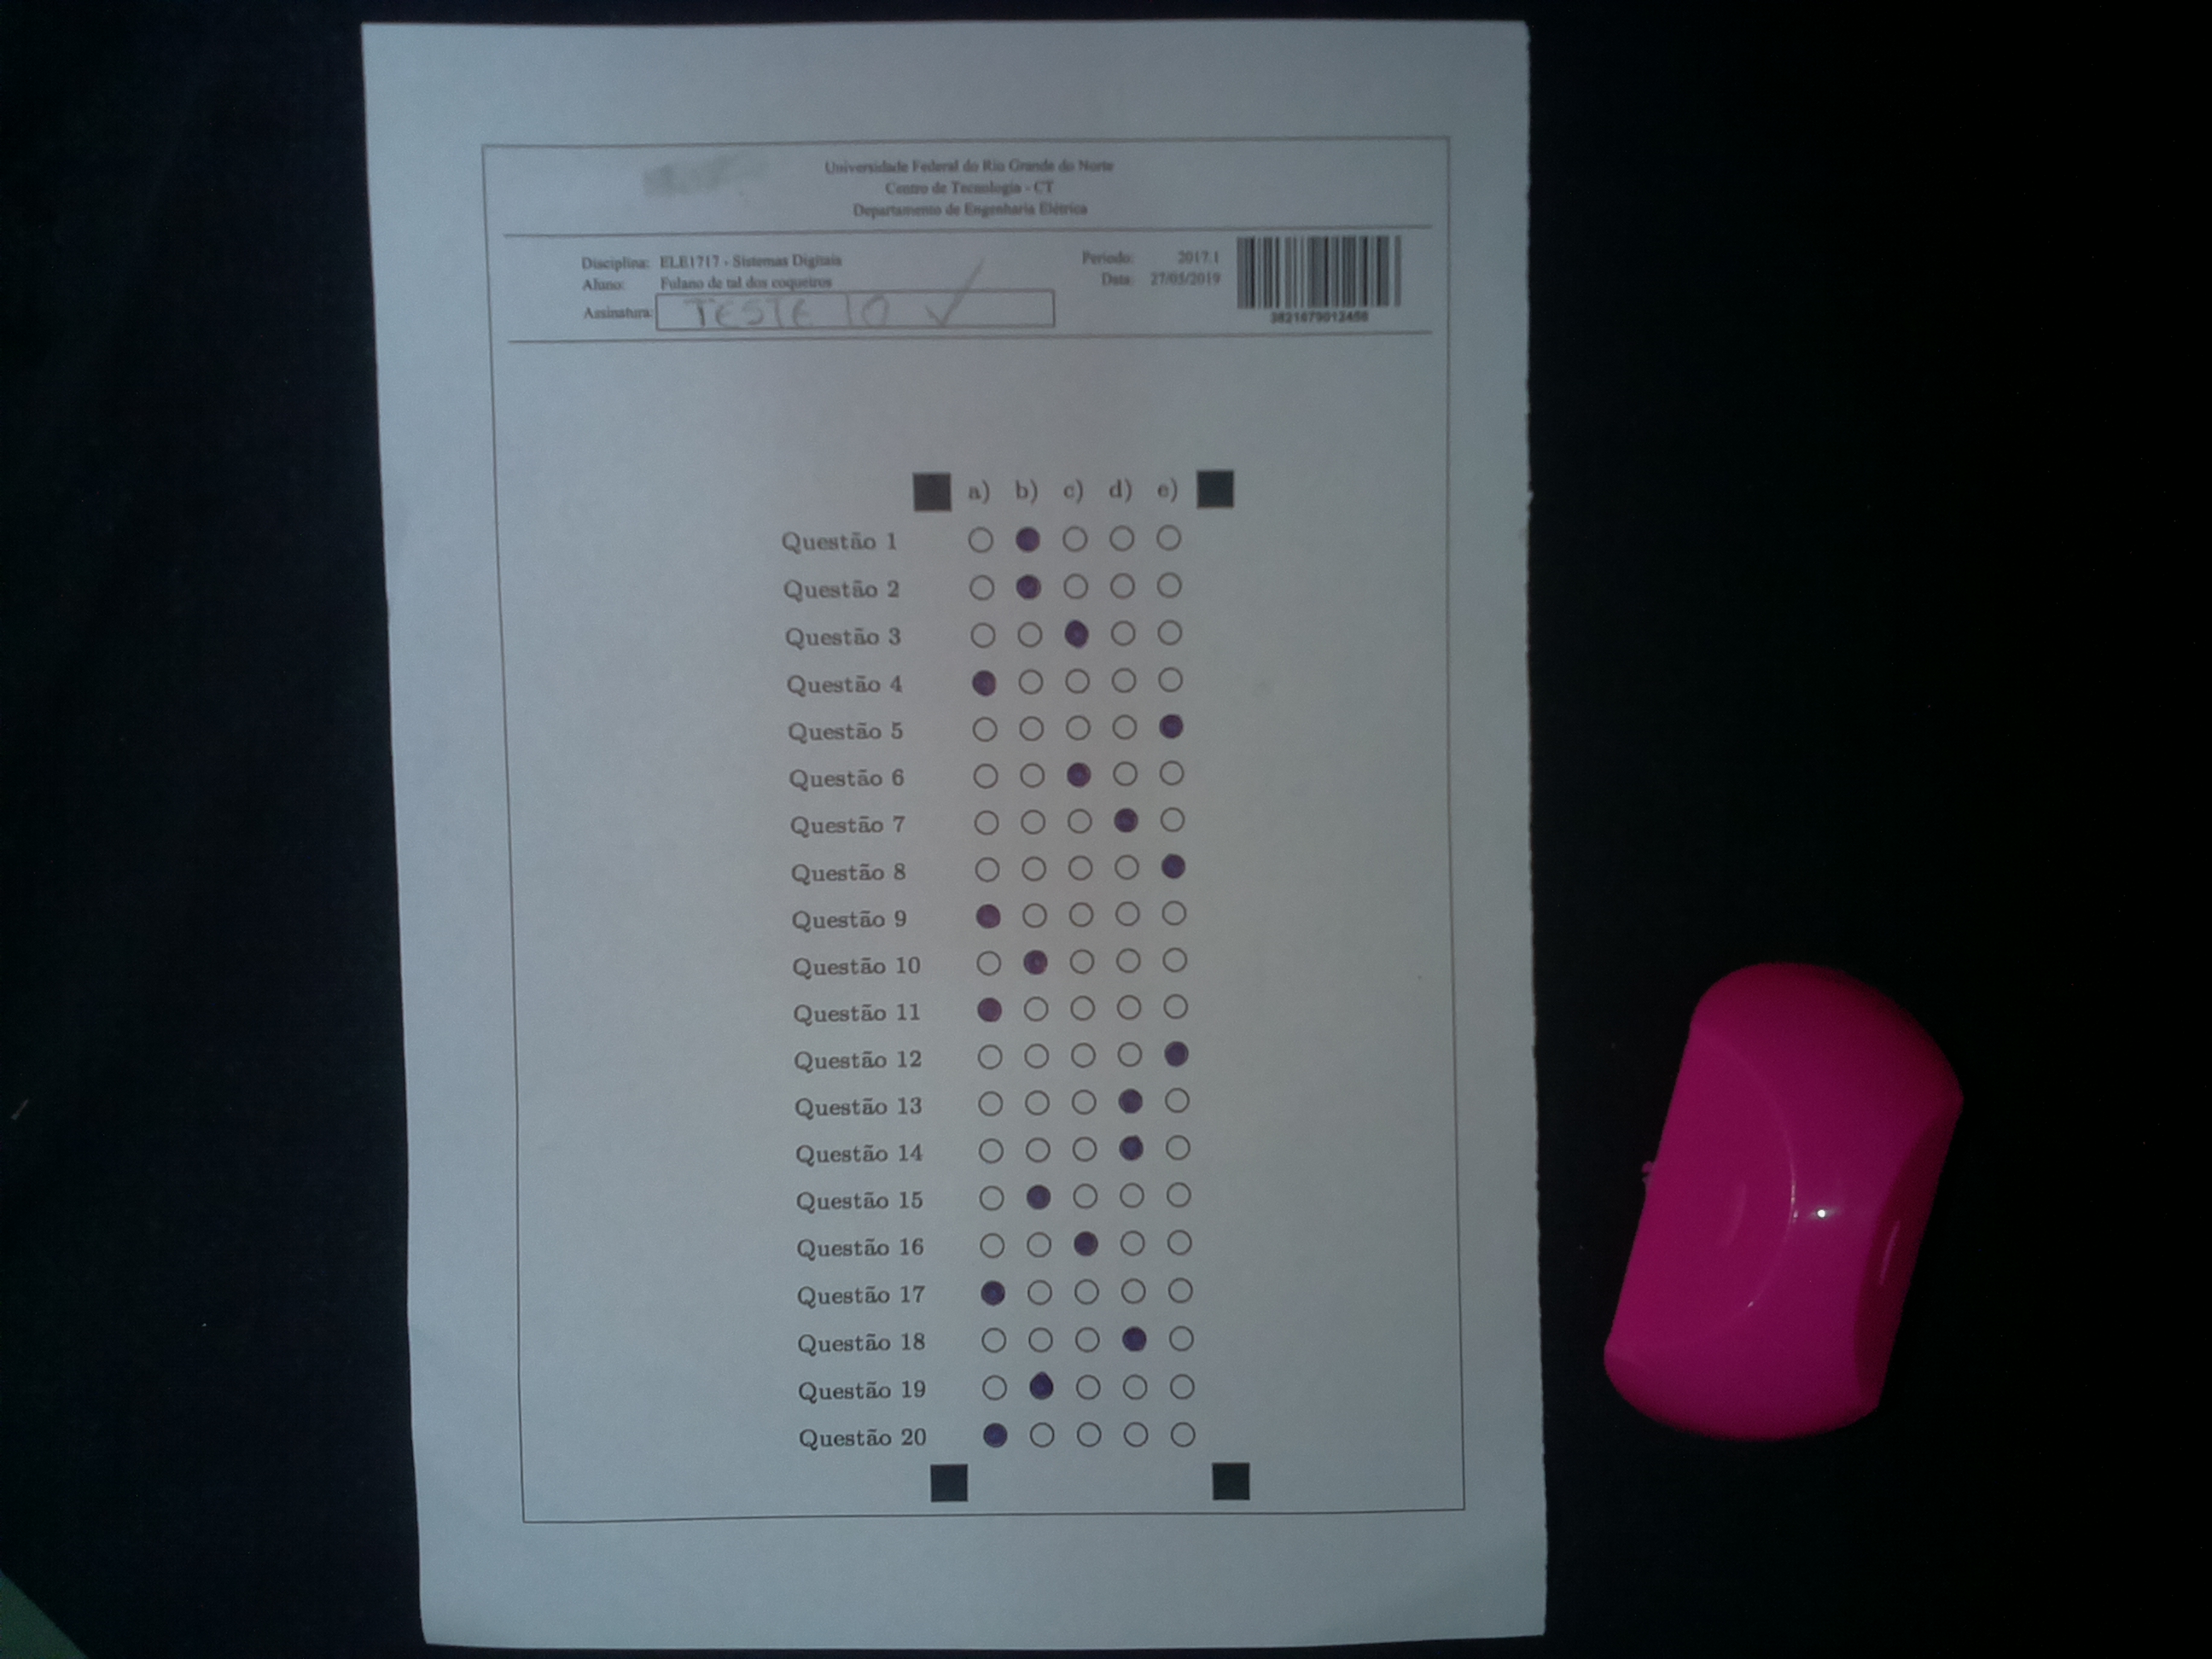 Universidade Federal do Rio Grande do Norte
Centro de Tecnologia - CT
Departamento de Engenharia Elétrica
Disciplina: ELE1717 - Sistemas Digitais
Período: 2017.1
Aluno: Fulano de tal dos coqueiros
Data: 27/05/2019
Assinatura: TESTE 10 ✓
a) b) c) d) e)
Questão 1
Questão 2
Questão 3
Questão 4
Questão 5
Questão 6
Questão 7
Questão 8
Questão 9
Questão 10
Questão 11
Questão 12
Questão 13
Questão 14
Questão 15
Questão 16
Questão 17
Questão 18
Questão 19
Questão 20